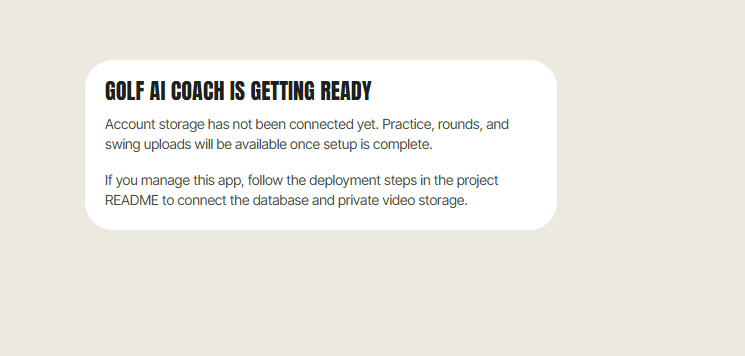 GOLF AI COACH IS GETTING READY
Account storage has not been connected yet. Practice, rounds, and
swing uploads will be available once setup is complete.
If you manage this app, follow the deployment steps in the project
README to connect the database and private video storage.